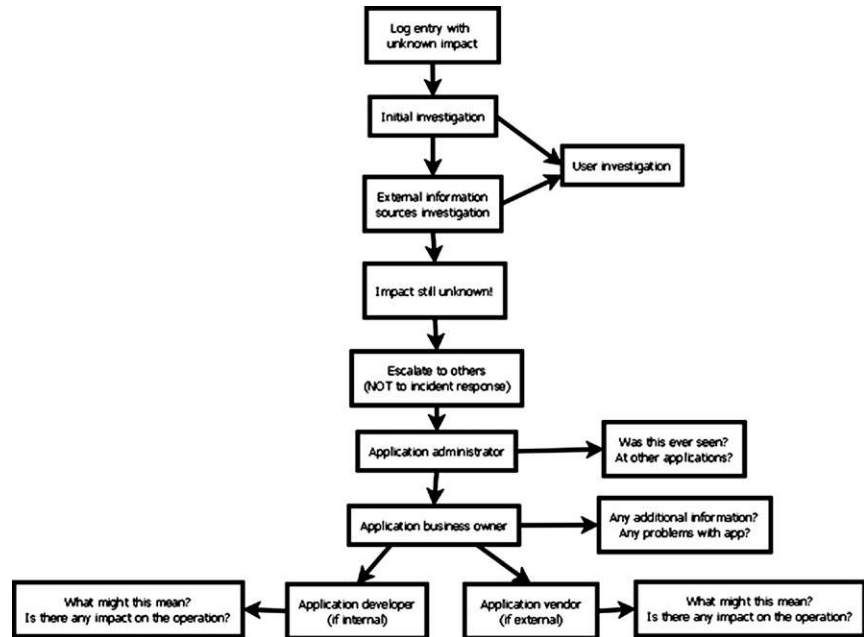 Log entry with
unknown impact
Initial investigation
User investigation
External information
sources investigation
Impact still unknown!
Escalate to others
(NOT to incident response)
Application administrator
Was this ever seen?
At other applications?
Application business owner
Any additional information?
Any problems with app?
What might this mean?
Is there any impact on the operation?
Application developer
(if internal)
Application vendor
(if external)
What might this mean?
Is there any impact on the operation?